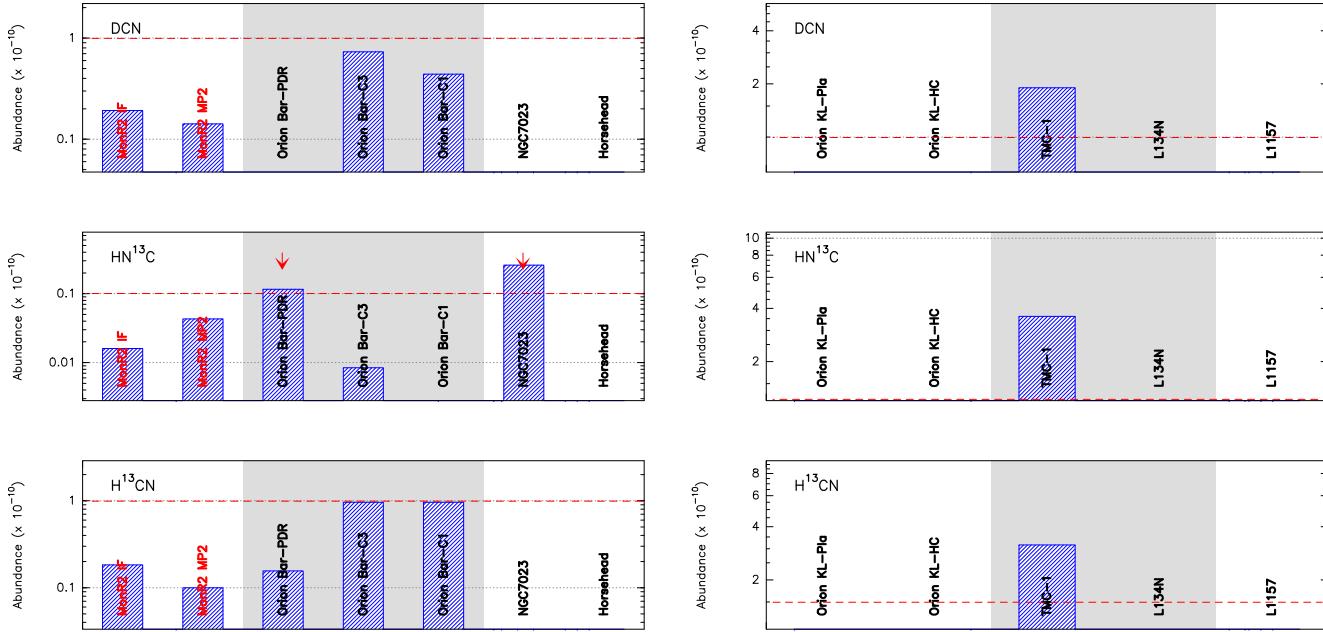 DCN
Abundance (x 10⁻¹⁰)
1
0.1
MonR2 IF
MonR2 MP2
Orion Bar-PDR
Orion Bar-C3
Orion Bar-C1
NGC7023
Horsehead
DCN
Abundance (x 10⁻¹⁰)
4
2
Orion KL-Pla
Orion KL-HC
TMC-1
L134N
L1157
HN¹³C
Abundance (x 10⁻¹⁰)
0.1
0.01
MonR2 IF
MonR2 MP2
Orion Bar-PDR
Orion Bar-C3
Orion Bar-C1
NGC7023
Horsehead
HN¹³C
Abundance (x 10⁻¹⁰)
10
8
6
4
2
Orion KL-Pla
Orion KL-HC
TMC-1
L134N
L1157
H¹³CN
Abundance (x 10⁻¹⁰)
1
0.1
MonR2 IF
MonR2 MP2
Orion Bar-PDR
Orion Bar-C3
Orion Bar-C1
NGC7023
Horsehead
H¹³CN
Abundance (x 10⁻¹⁰)
8
6
4
2
Orion KL-Pla
Orion KL-HC
TMC-1
L134N
L1157